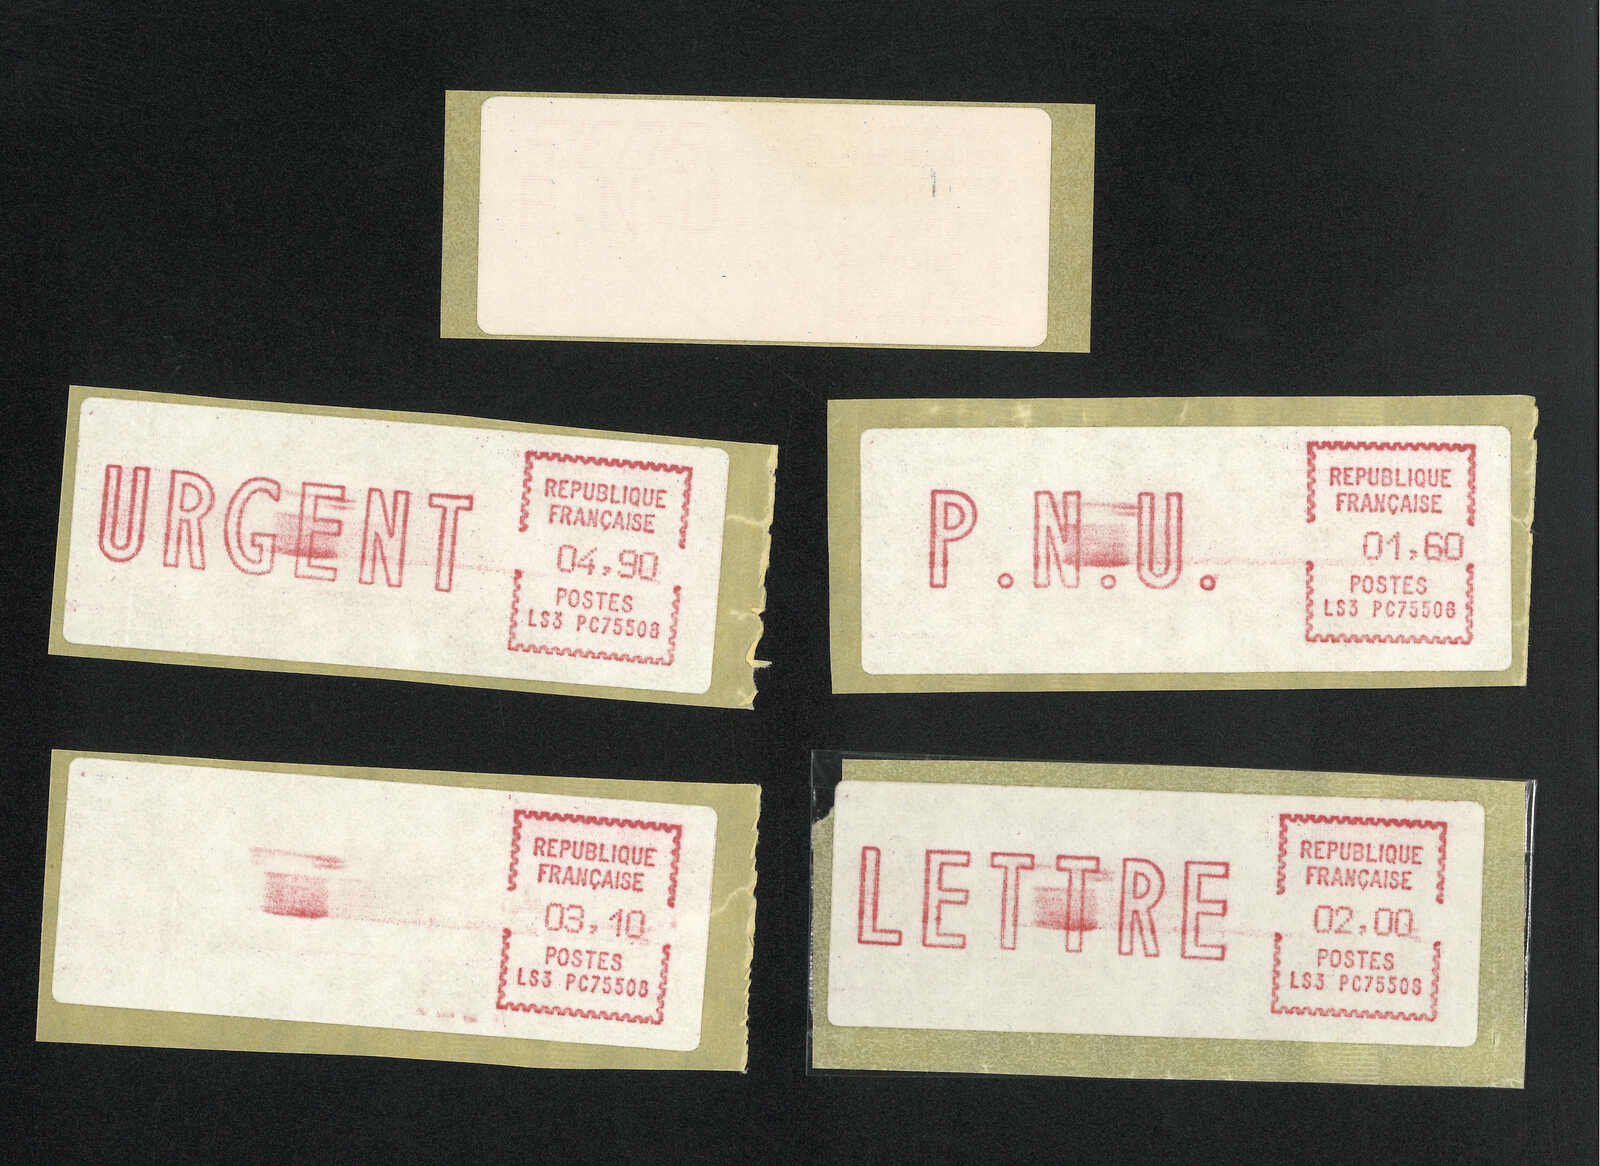 URGENT
REPUBLIQUE
FRANÇAISE
04,90
POSTES
LS3 PC75508
P.N.U.
REPUBLIQUE
FRANÇAISE
01,60
POSTES
LS3 PC75508
REPUBLIQUE
FRANÇAISE
03,10
POSTES
LS3 PC75508
LETTRE
REPUBLIQUE
FRANÇAISE
02,00
POSTES
LS3 PC75508